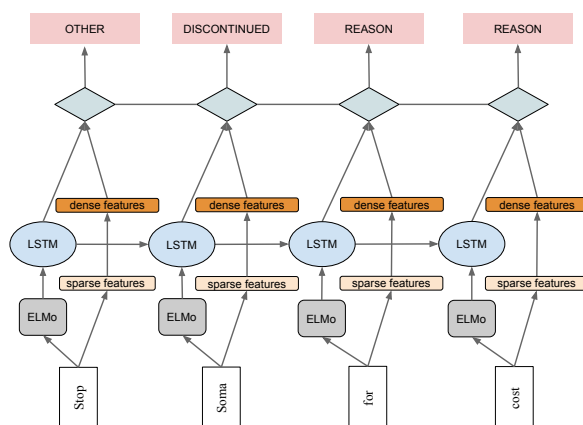 OTHER DISCONTINUED REASON REASON
dense features dense features dense features dense features
LSTM LSTM LSTM LSTM
sparse features sparse features sparse features sparse features
ELMo ELMo ELMo ELMo
Stop Soma for cost